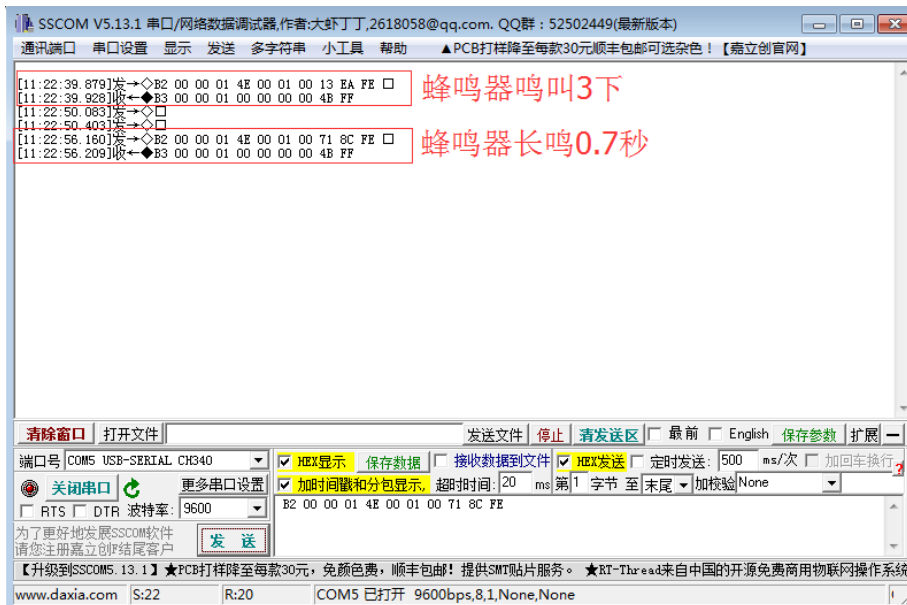 SSCOM V5.13.1 串口/网络数据调试器,作者:大虾丁丁,2618058@qq.com. QQ群：52502449(最新版本)
通讯端口 串口设置 显示 发送 多字符串 小工具 帮助 ▲PCB打样降至每款30元顺丰包邮可选杂色！【嘉立创官网】
[11:22:39.879]发→◇B2 00 00 01 4E 00 01 00 13 EA FE □
蜂鸣器鸣叫3下
[11:22:39.928]收←◆B3 00 00 01 00 00 00 00 4B FF
[11:22:50.083]发→◇□
[11:22:50.403]发→◇□
[11:22:56.160]发→◇B2 00 00 01 4E 00 01 00 71 8C FE □
蜂鸣器长鸣0.7秒
[11:22:56.209]收←◆B3 00 00 01 00 00 00 00 4B FF
清除窗口 打开文件 发送文件 停止 清发送区 最前 English 保存参数 扩展 —
端口号 COM5 USB-SERIAL CH340 HEX显示 保存数据 接收数据到文件 HEX发送 定时发送: 500 ms/次 加回车换行
关闭串口 更多串口设置 加时间戳和分包显示, 超时时间: 20 ms 第1 字节 至 末尾 加校验 None
RTS DTR 波特率: 9600 B2 00 00 01 4E 00 01 00 71 8C FE
为了更好地发展SSCOM软件
请您注册嘉立创F结尾客户
发 送
【升级到SSCOM5.13.1】★PCB打样降至每款30元，免颜色费，顺丰包邮！提供SMT贴片服务。 ★RT-Thread来自中国的开源免费商用物联网操作系统
www.daxia.com S:22 R:20 COM5 已打开 9600bps,8,1,None,None